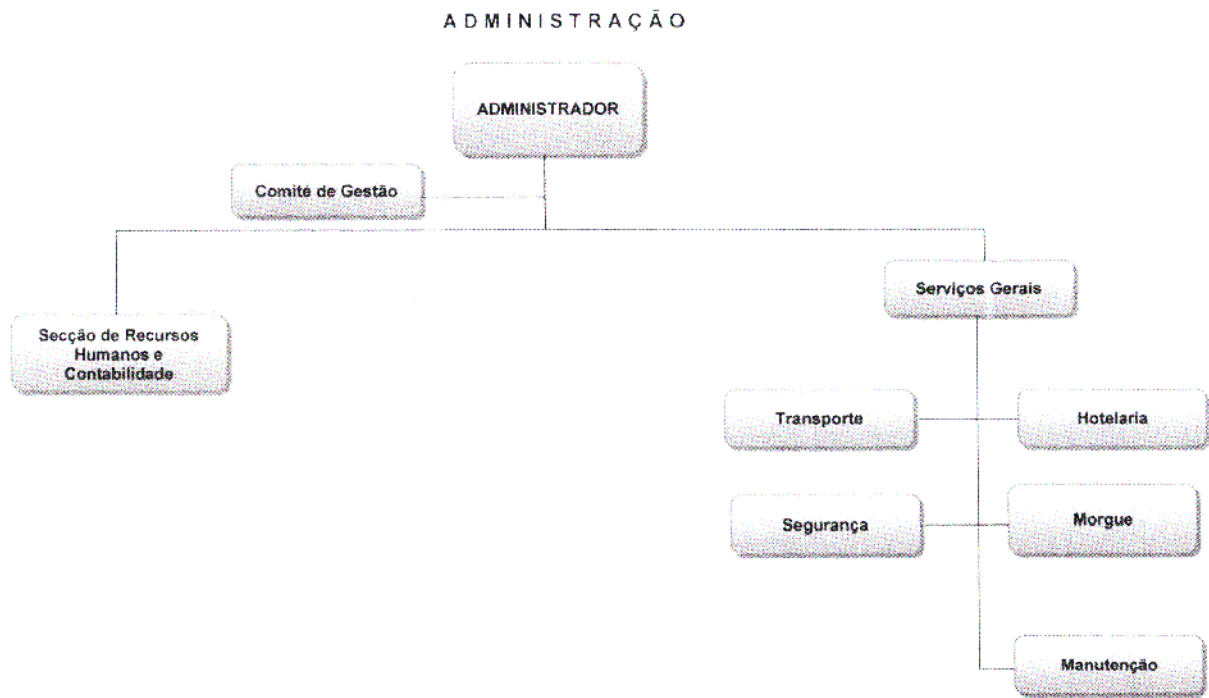 ADMINISTRAÇÃO
ADMINISTRADOR
Comité de Gestão
Serviços Gerais
Secção de Recursos
Humanos e
Contabilidade
Transporte
Hotelaria
Segurança
Morgue
Manutenção